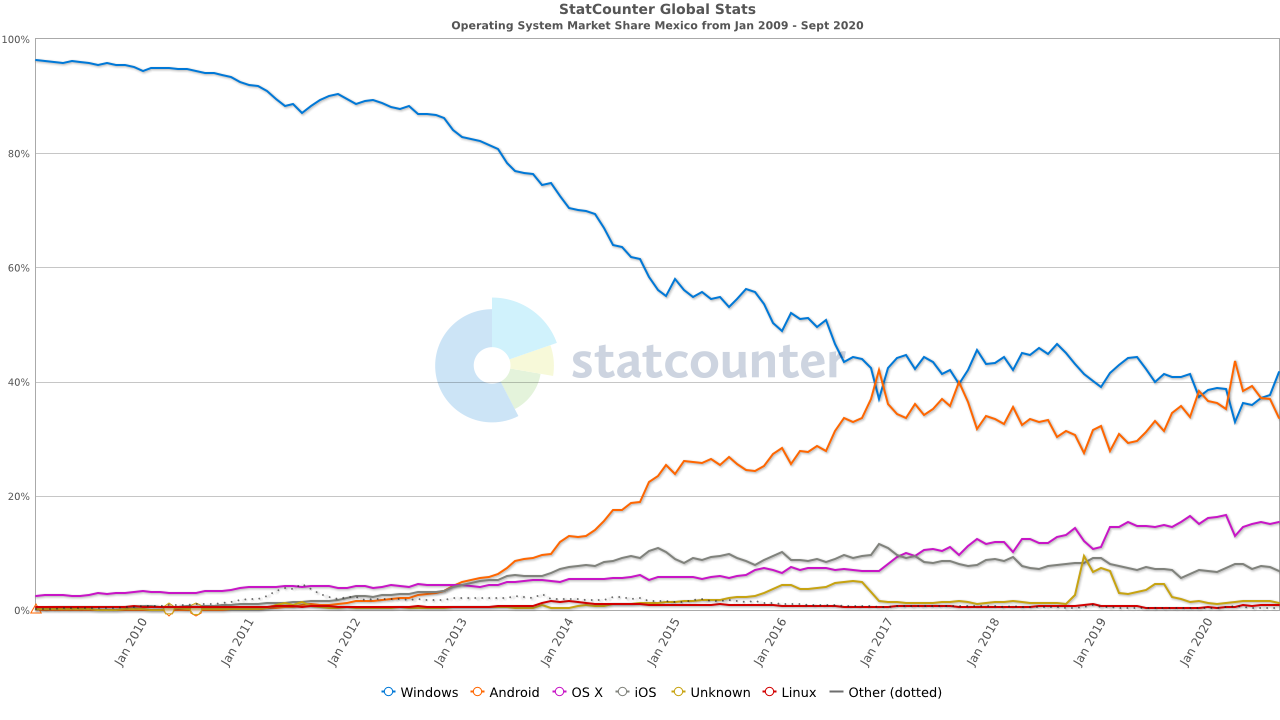 StatCounter Global Stats
Operating System Market Share Mexico from Jan 2009 - Sept 2020
100%
80%
60%
40%
20%
0%
statcounter
Jan 2010
Jan 2011
Jan 2012
Jan 2013
Jan 2014
Jan 2015
Jan 2016
Jan 2017
Jan 2018
Jan 2019
Jan 2020
Windows Android OS X iOS Unknown Linux Other (dotted)